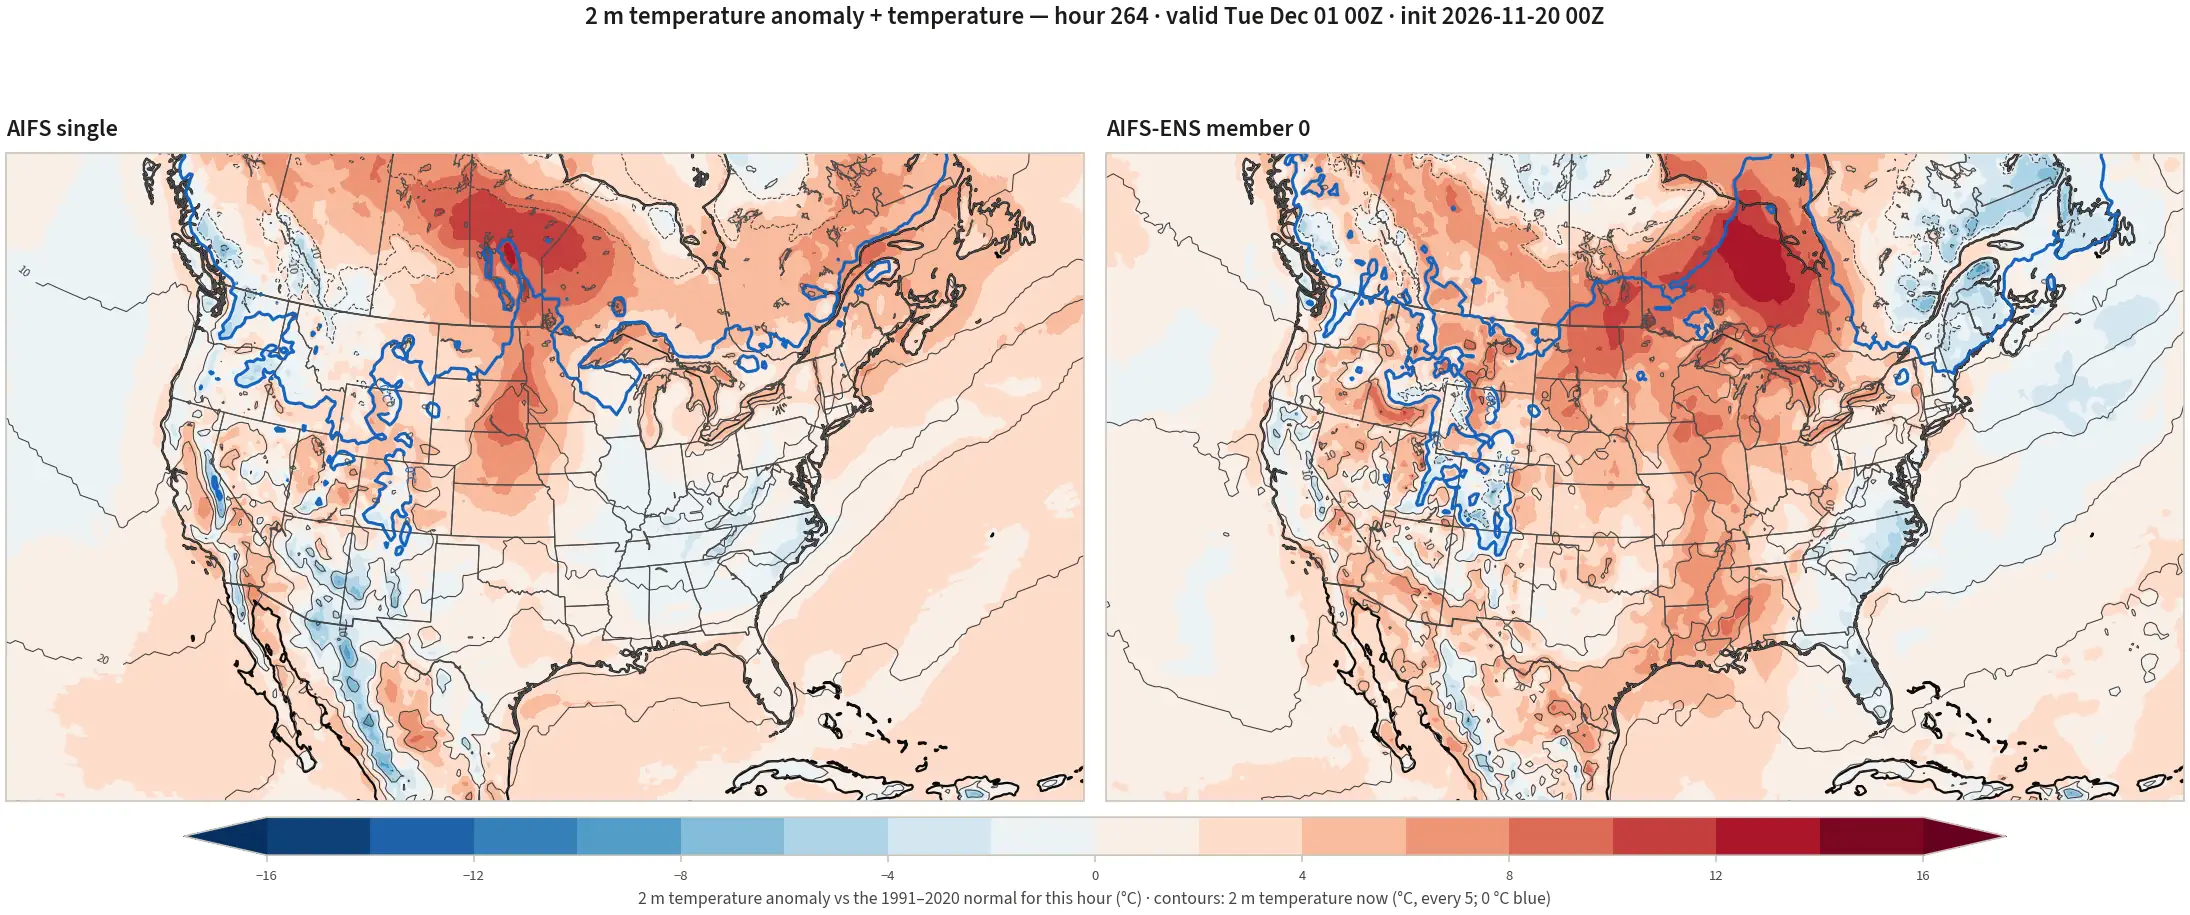 2 m temperature anomaly + temperature — hour 264 · valid Tue Dec 01 00Z · init 2026-11-20 00Z
AIFS single
AIFS-ENS member 0
10
20
−16
−12
−8
−4
0
4
8
12
16
2 m temperature anomaly vs the 1991–2020 normal for this hour (°C) · contours: 2 m temperature now (°C, every 5; 0 °C blue)